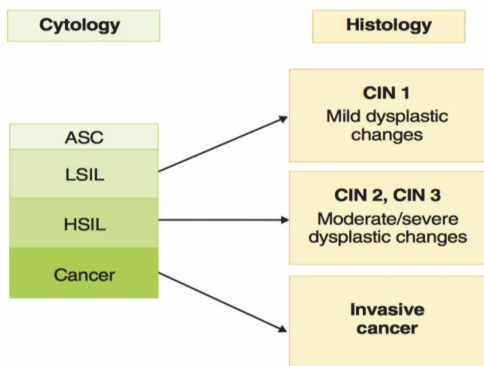 Cytology
Histology
ASC
LSIL
HSIL
Cancer
CIN 1
Mild dysplastic
changes
CIN 2, CIN 3
Moderate/severe
dysplastic changes
Invasive
cancer